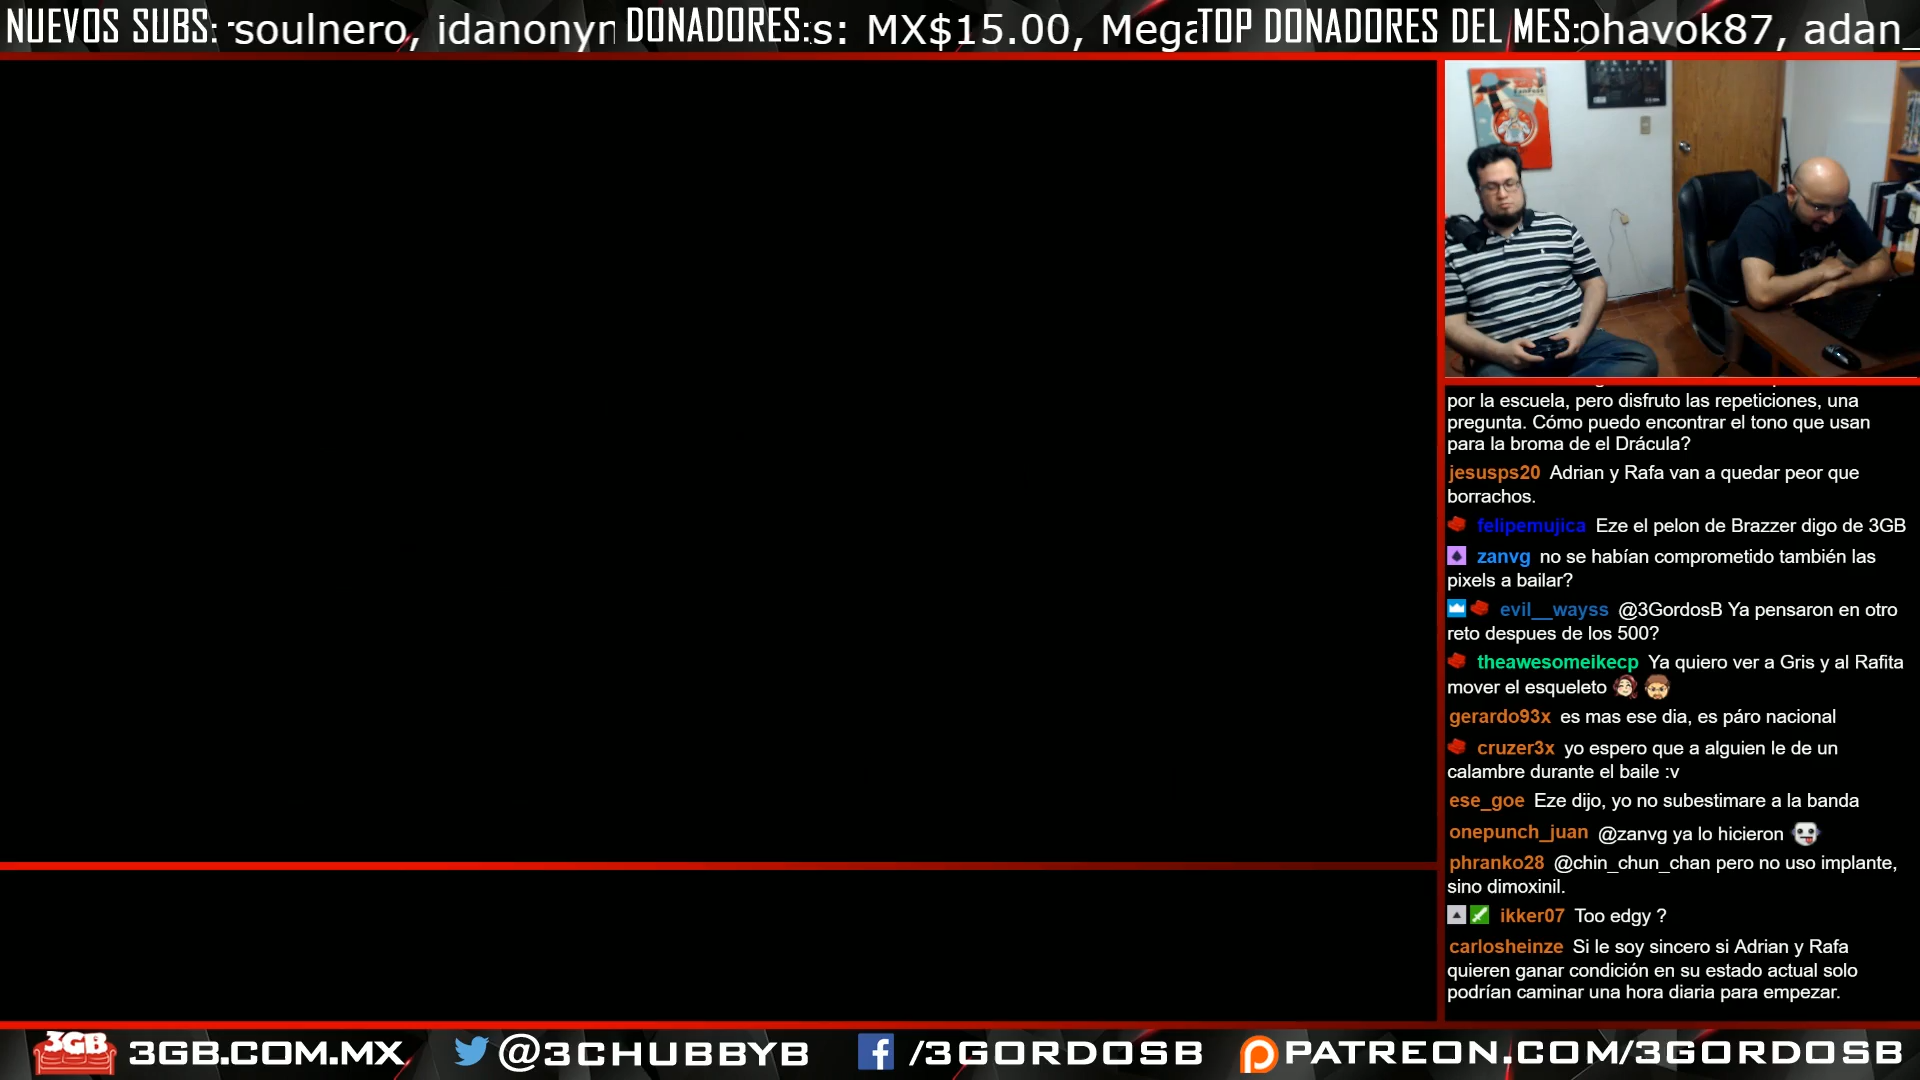 NUEVOS SUBS: rsoulnero, idanonyn DONADORES: s: MX$15.00, Mega TOP DONADORES DEL MES: ohavok87, adan_
por la escuela, pero disfruto las repeticiones, una
pregunta. Cómo puedo encontrar el tono que usan
para la broma de el Drácula?
jesusps20 Adrian y Rafa van a quedar peor que
borrachos.
felipemujica Eze el pelon de Brazzer digo de 3GB
zanvg no se habían comprometido también las
pixels a bailar?
evil__wayss @3GordosB Ya pensaron en otro
reto despues de los 500?
theawesomeikecp Ya quiero ver a Gris y al Rafita
mover el esqueleto
gerardo93x es mas ese dia, es páro nacional
cruzer3x yo espero que a alguien le de un
calambre durante el baile :v
ese_goe Eze dijo, yo no subestimare a la banda
onepunch_juan @zanvg ya lo hicieron
phranko28 @chin_chun_chan pero no uso implante,
sino dimoxinil.
ikker07 Too edgy ?
carlosheinze Si le soy sincero si Adrian y Rafa
quieren ganar condición en su estado actual solo
podrían caminar una hora diaria para empezar.
3GB 3GB.COM.MX @3CHUBBYB /3GORDOSB PATREON.COM/3GORDOSB